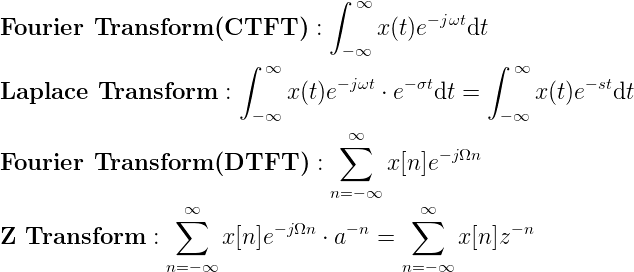 Fourier Transform(CTFT) : ∫_{-∞}^{∞} x(t)e^{-jωt}dt
Laplace Transform : ∫_{-∞}^{∞} x(t)e^{-jωt} · e^{-σt}dt = ∫_{-∞}^{∞} x(t)e^{-st}dt
Fourier Transform(DTFT) : ∑_{n=-∞}^{∞} x[n]e^{-jΩn}
Z Transform : ∑_{n=-∞}^{∞} x[n]e^{-jΩn} · a^{-n} = ∑_{n=-∞}^{∞} x[n]z^{-n}